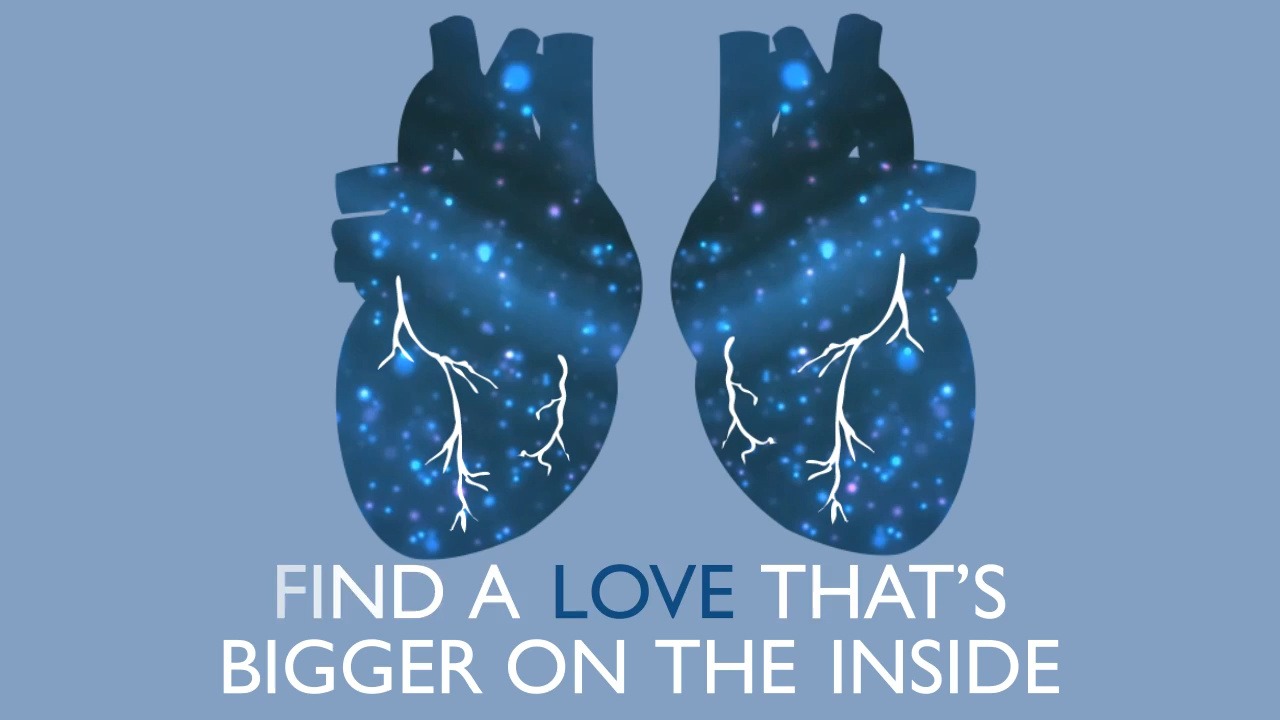 FIND A LOVE THAT’S
BIGGER ON THE INSIDE